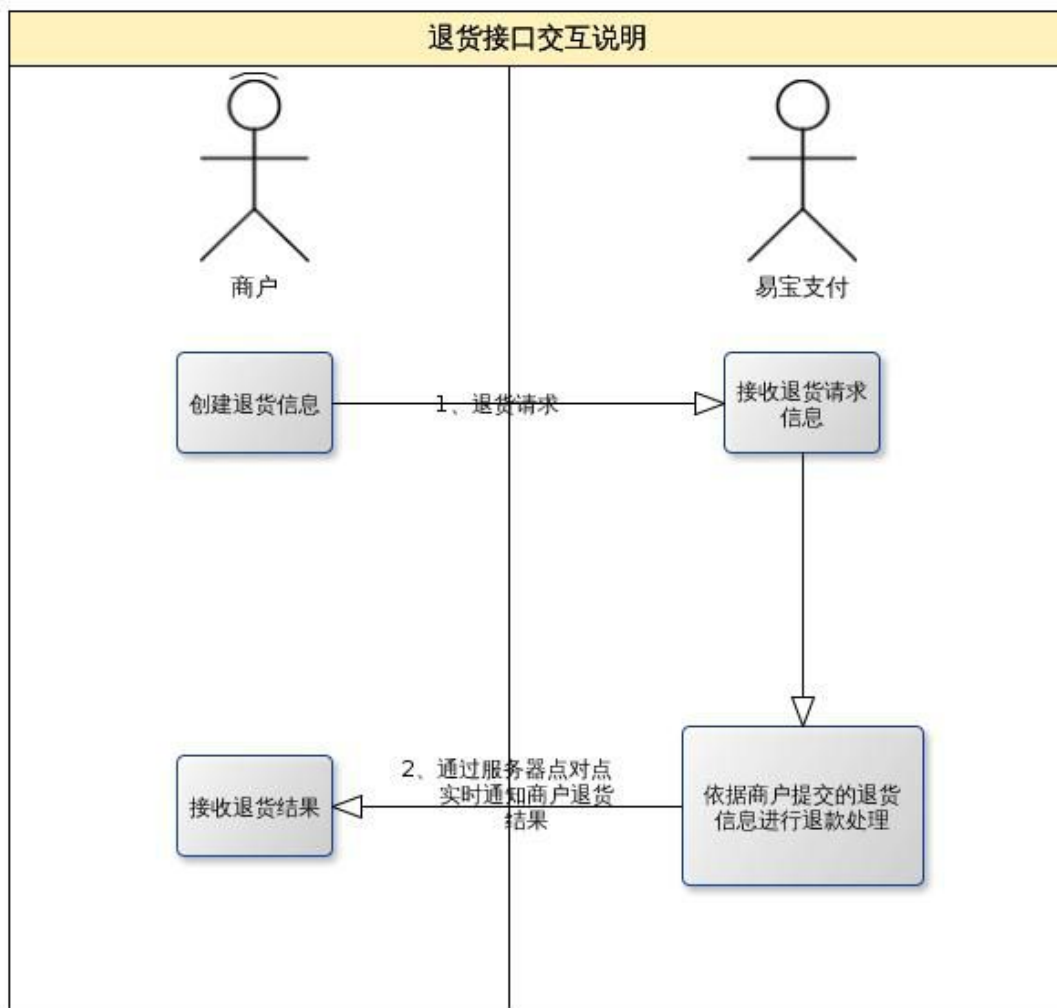 退货接口交互说明
商户
易宝支付
创建退货信息
1、退货请求
接收退货请求
信息
接收退货结果
2、通过服务器点对点
实时通知商户退货
结果
依据商户提交的退货
信息进行退款处理